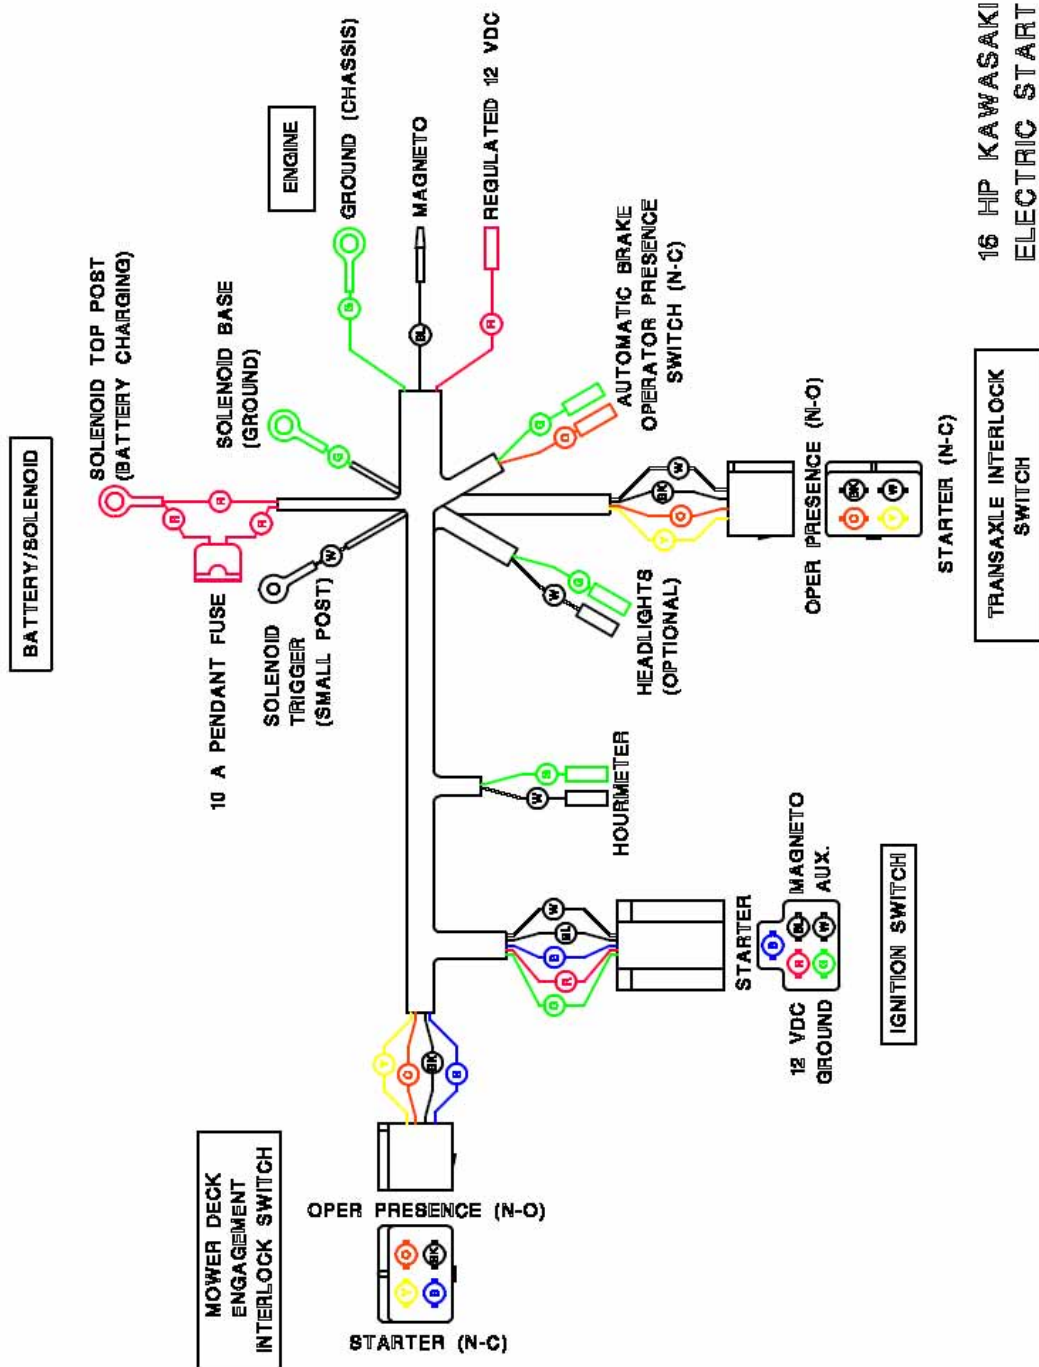 BATTERY/SOLENOID
SOLENOID TOP POST
(BATTERY CHARGING)
R
R
R
10 A PENDANT FUSE
SOLENOID BASE
(GROUND)
G
SOLENOID
TRIGGER
(SMALL POST)
W
ENGINE
GROUND (CHASSIS)
G
MAGNETO
BL
REGULATED 12 VDC
R
AUTOMATIC BRAKE
OPERATOR PRESENCE
SWITCH (N-C)
G
O
HEADLIGHTS
(OPTIONAL)
W
G
Y
O
BK
W
OPER PRESENCE (N-O)
O
BK
Y
W
STARTER (N-C)
TRANSAXLE INTERLOCK
SWITCH
HOURMETER
W
G
G
R
B
BL
W
STARTER
B
12 VDC
R
BL
MAGNETO
GROUND
G
W
AUX.
IGNITION SWITCH
MOWER DECK
ENGAGEMENT
INTERLOCK SWITCH
Y
O
BK
B
OPER PRESENCE (N-O)
Y
O
B
BK
STARTER (N-C)
16 HP KAWASAKI
ELECTRIC START